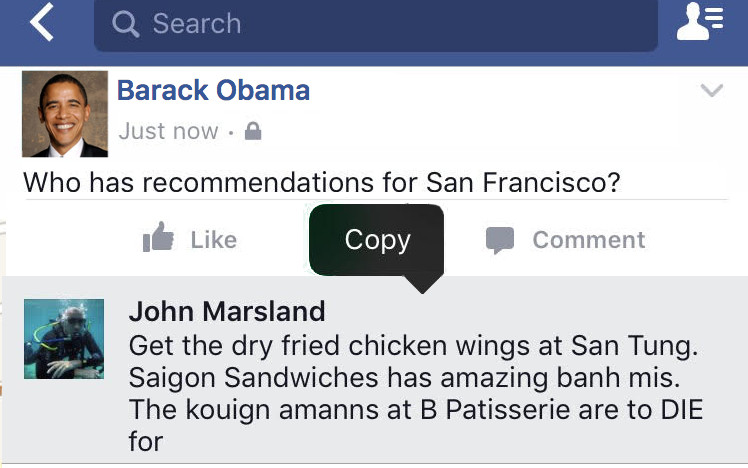 Search
Barack Obama
Just now ·
Who has recommendations for San Francisco?
Like
Copy
Comment
John Marsland
Get the dry fried chicken wings at San Tung.
Saigon Sandwiches has amazing banh mis.
The kouign amanns at B Patisserie are to DIE
for